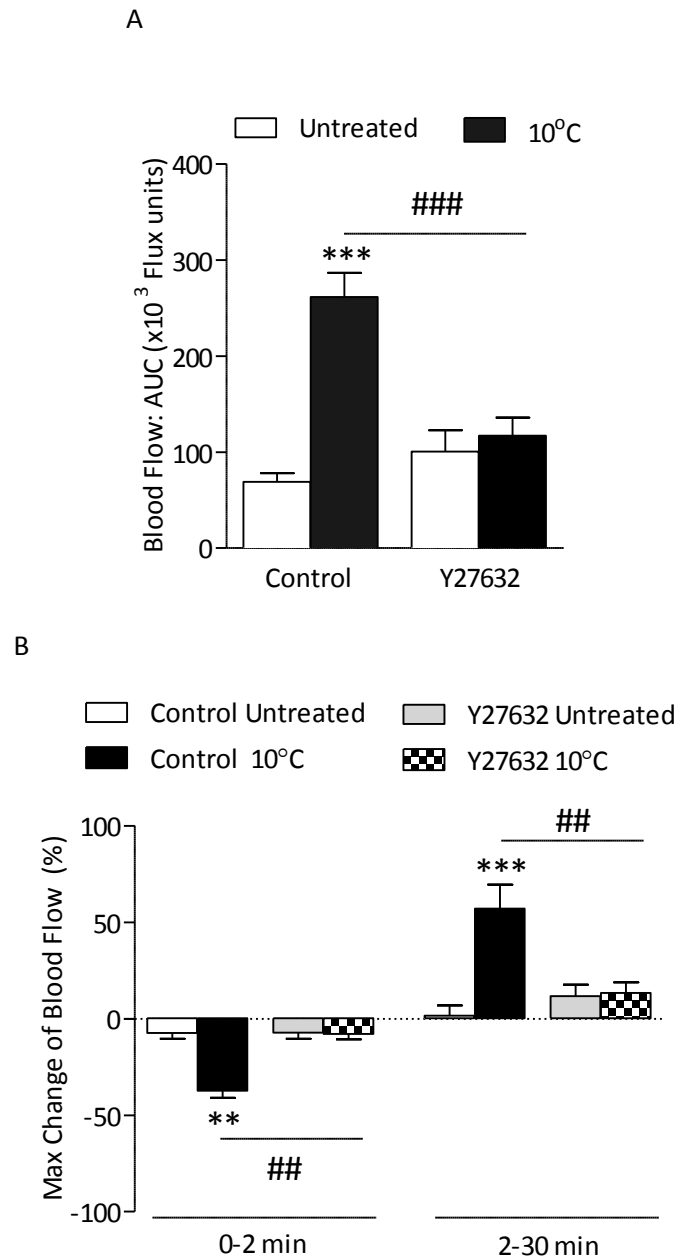 A
Untreated 10°C
Blood Flow: AUC (x10³ Flux units)
400
300
200
100
0
###
***
Control Y27632
B
Control Untreated Y27632 Untreated
Control 10°C Y27632 10°C
Max Change of Blood Flow (%)
100
50
0
-50
-100
##
***
**
##
0-2 min 2-30 min